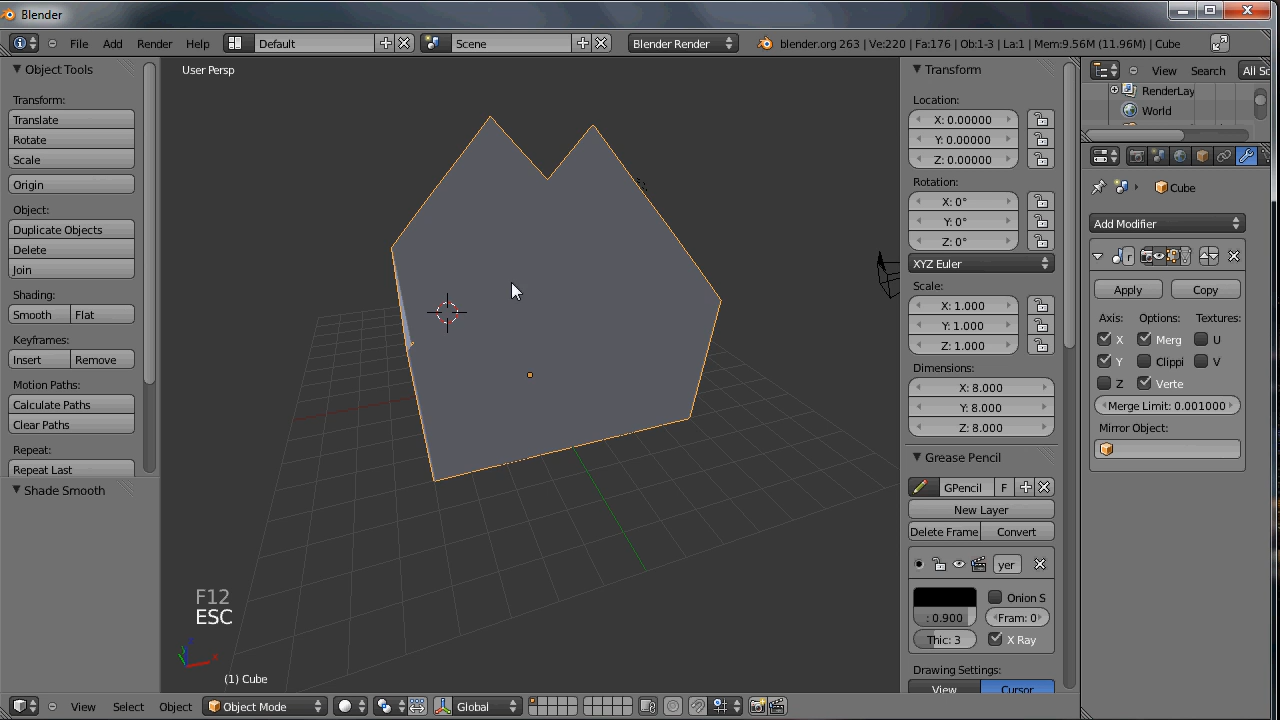 Blender
File Add Render Help Default Scene Blender Render blender.org 263 | Ve:220 | Fa:176 | Ob:1-3 | La:1 | Mem:9.56M (11.96M) | Cube
Object Tools
Transform:
Translate
Rotate
Scale
Origin
Object:
Duplicate Objects
Delete
Join
Shading:
Smooth Flat
Keyframes:
Insert Remove
Motion Paths:
Calculate Paths
Clear Paths
Repeat:
Repeat Last
Shade Smooth
User Persp
F12
ESC
x
(1) Cube
Transform
Location:
X: 0.00000
Y: 0.00000
Z: 0.00000
Rotation:
X: 0°
Y: 0°
Z: 0°
XYZ Euler
Scale:
X: 1.000
Y: 1.000
Z: 1.000
Dimensions:
X: 8.000
Y: 8.000
Z: 8.000
Grease Pencil
GPencil F
New Layer
Delete Frame Convert
yer
Onion S
: 0.900 Fram: 0
Thic: 3 X Ray
Drawing Settings:
View Cursor
View Search All Sc
RenderLay
World
Cube
Add Modifier
r
Apply Copy
Axis: Options: Textures:
X Merg U
Y Clippi V
Z Verte
Merge Limit: 0.001000
Mirror Object:
View Select Object Object Mode Global